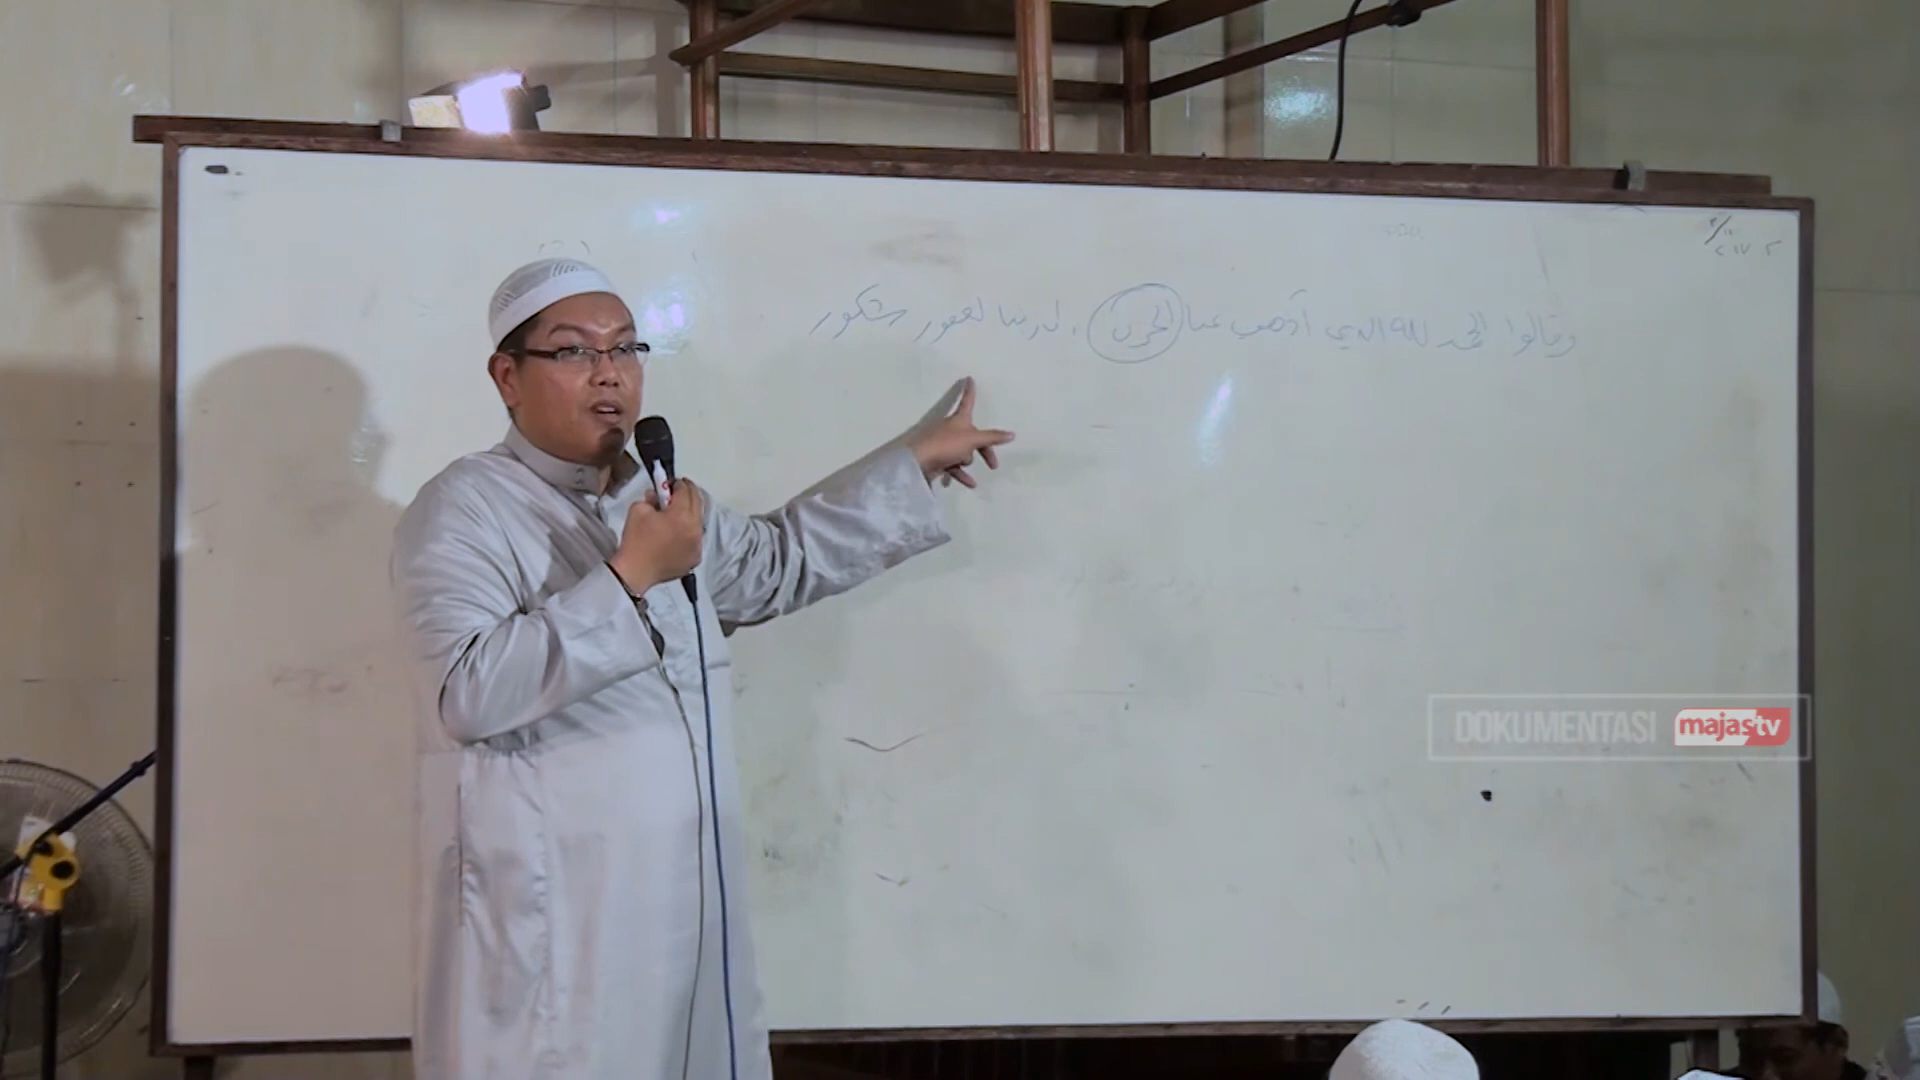 وقالوا الحمد لله الذي أذهب عنا الحزن، إن ربنا لغفور شكور
DOKUMENTASI majastv